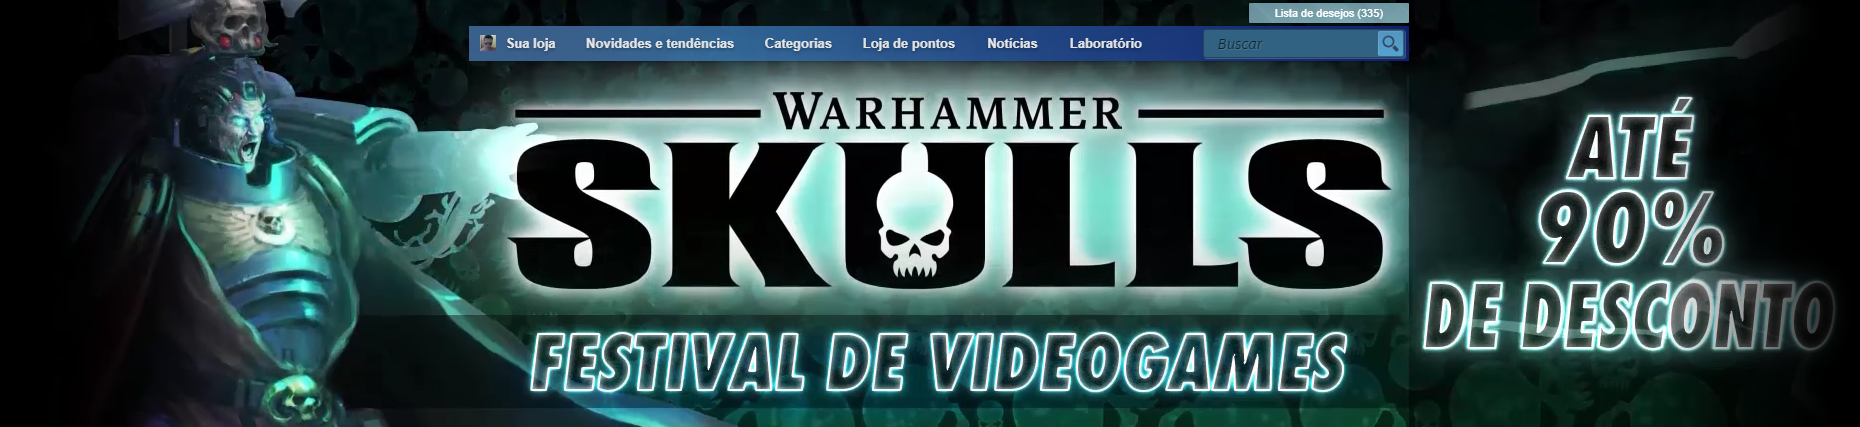 Lista de desejos (335)
Sua loja Novidades e tendências Categorias Loja de pontos Notícias Laboratório Buscar
WARHAMMER
SKULLS
FESTIVAL DE VIDEOGAMES
ATÉ
90%
DE DESCONTO